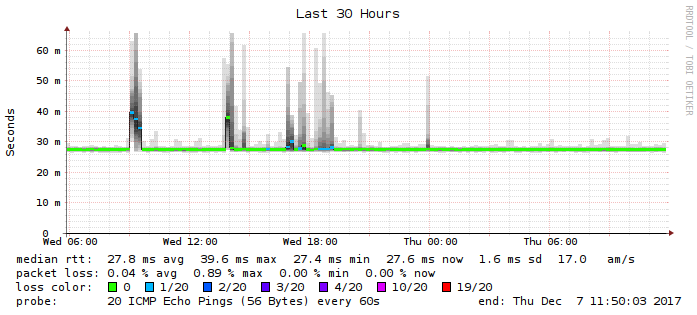 Last 30 Hours
RRDTOOL / TOBI OETIKER
Seconds
60 m
50 m
40 m
30 m
20 m
10 m
0
Wed 06:00 Wed 12:00 Wed 18:00 Thu 00:00 Thu 06:00
median rtt: 27.8 ms avg 39.6 ms max 27.4 ms min 27.6 ms now 1.6 ms sd 17.0 am/s
packet loss: 0.04 % avg 0.89 % max 0.00 % min 0.00 % now
loss color: 0 1/20 2/20 3/20 4/20 10/20 19/20
probe: 20 ICMP Echo Pings (56 Bytes) every 60s end: Thu Dec 7 11:50:03 2017